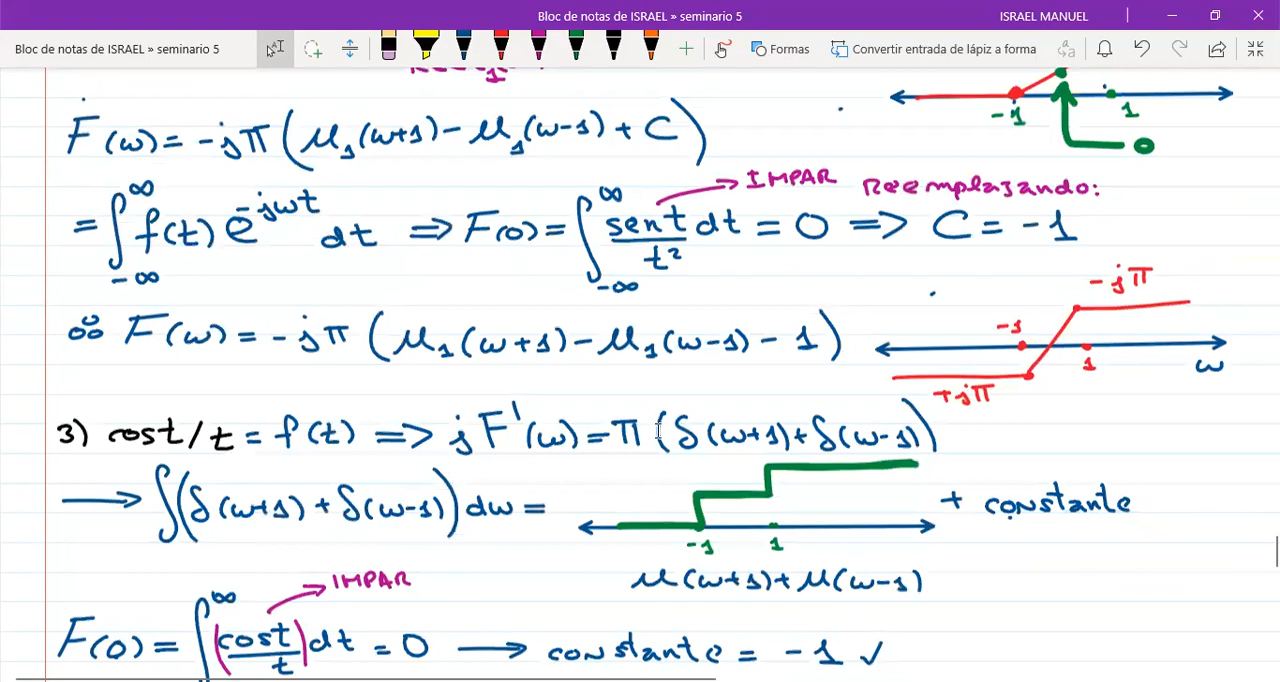 Bloc de notas de ISRAEL » seminario 5 ISRAEL MANUEL
Bloc de notas de ISRAEL » seminario 5 Formas Convertir entrada de lápiz a forma
-1 1 0
F(ω) = -jπ (μ₁(ω+1) - μ₁(ω-1) + C)
= ∫_{-∞}^{∞} f(t) e^{-jωt} dt ⇒ F(0) = ∫_{-∞}^{∞} sent/t² dt = 0 ⇒ C = -1
IMPAR Reemplazando:
∴ F(ω) = -jπ (μ₁(ω+1) - μ₁(ω-1) - 1)
-jπ
-1 1 ω
+jπ
3) cost/t = f(t) ⇒ jF'(ω) = π (δ(ω+1) + δ(ω-1))
→ ∫(δ(ω+1) + δ(ω-1)) dω = + constante
-1 1
μ(ω+1) + μ(ω-1)
IMPAR
F(0) = ∫^{∞} (cost/t) dt = 0 → constante = -1 ✓